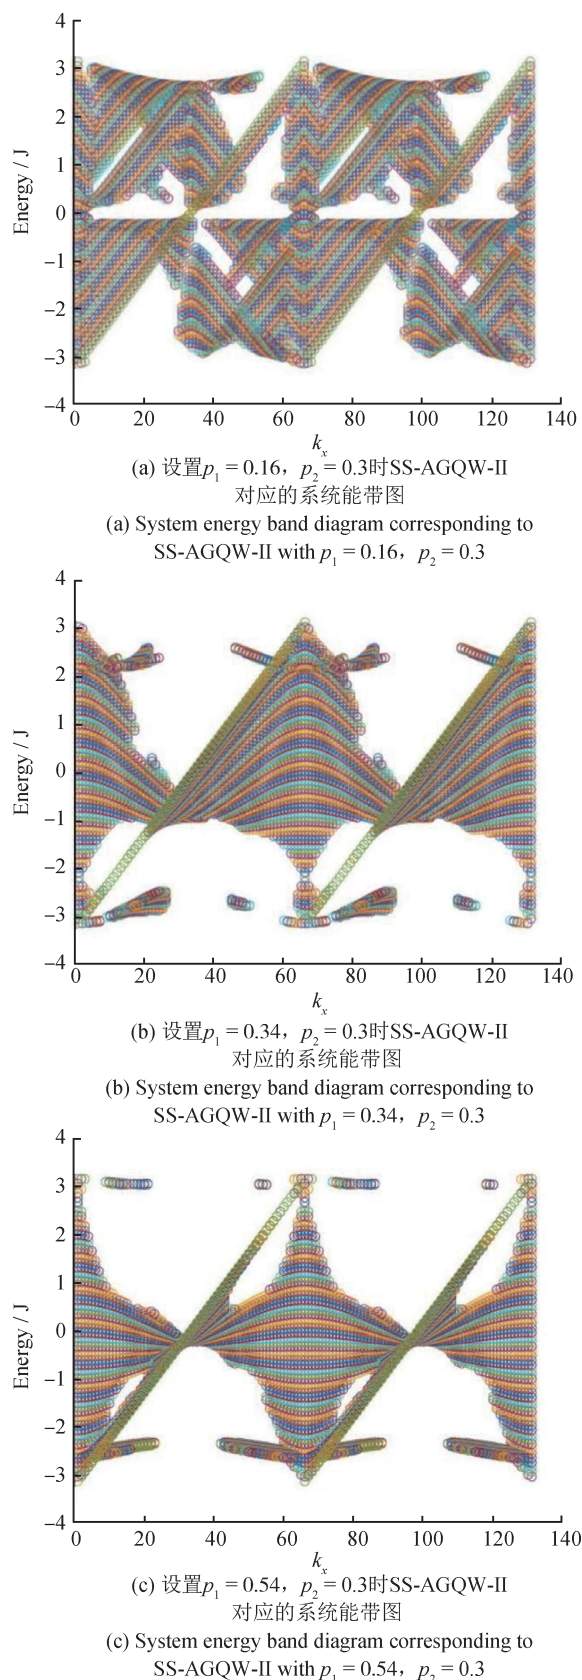 4
3
2
1
0
−1
−2
−3
−4
Energy / J
0 20 40 60 80 100 120 140
kx
(a) 设置p1 = 0.16，p2 = 0.3时SS-AGQW-II
对应的系统能带图
(a) System energy band diagram corresponding to
SS-AGQW-II with p1 = 0.16，p2 = 0.3
4
3
2
1
0
−1
−2
−3
−4
Energy / J
0 20 40 60 80 100 120 140
kx
(b) 设置p1 = 0.34，p2 = 0.3时SS-AGQW-II
对应的系统能带图
(b) System energy band diagram corresponding to
SS-AGQW-II with p1 = 0.34，p2 = 0.3
4
3
2
1
0
−1
−2
−3
−4
Energy / J
0 20 40 60 80 100 120 140
kx
(c) 设置p1 = 0.54，p2 = 0.3时SS-AGQW-II
对应的系统能带图
(c) System energy band diagram corresponding to
SS-AGQW-II with p1 = 0.54，p2 = 0.3